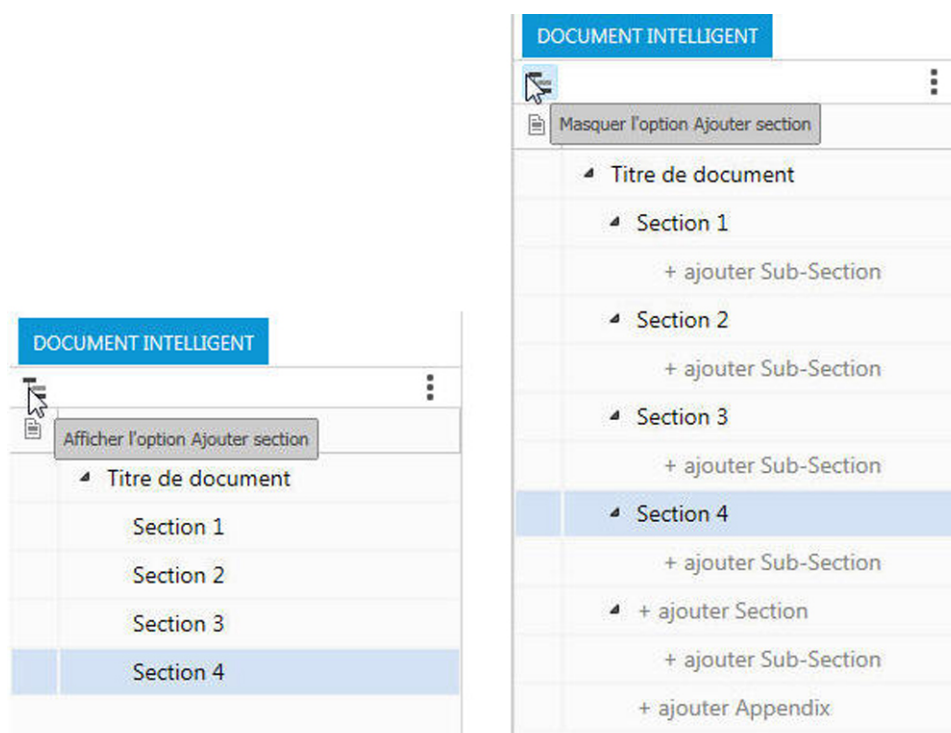 DOCUMENT INTELLIGENT
Afficher l'option Ajouter section
Titre de document
Section 1
Section 2
Section 3
Section 4
DOCUMENT INTELLIGENT
Masquer l'option Ajouter section
Titre de document
Section 1
+ ajouter Sub-Section
Section 2
+ ajouter Sub-Section
Section 3
+ ajouter Sub-Section
Section 4
+ ajouter Sub-Section
+ ajouter Section
+ ajouter Sub-Section
+ ajouter Appendix